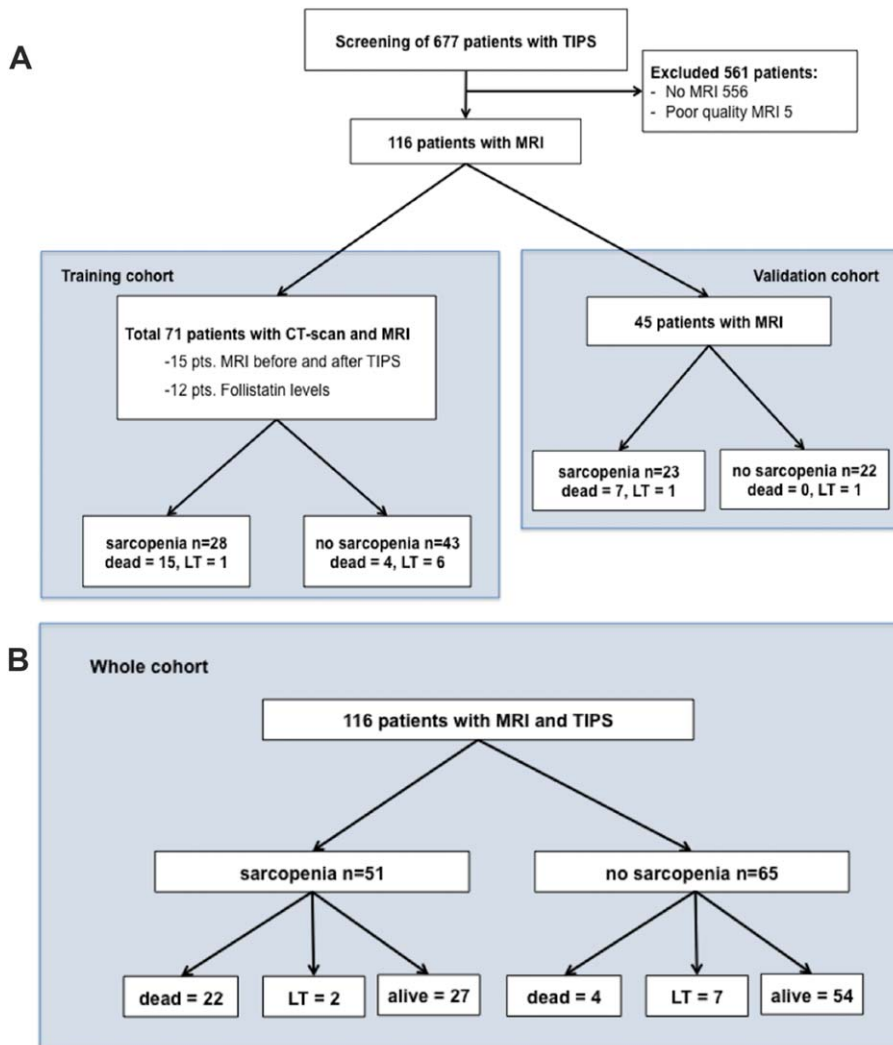 A
Screening of 677 patients with TIPS
Excluded 561 patients:
- No MRI 556
- Poor quality MRI 5
116 patients with MRI
Training cohort
Total 71 patients with CT-scan and MRI
-15 pts. MRI before and after TIPS
-12 pts. Follistatin levels
sarcopenia n=28
dead = 15, LT = 1
no sarcopenia n=43
dead = 4, LT = 6
Validation cohort
45 patients with MRI
sarcopenia n=23
dead = 7, LT = 1
no sarcopenia n=22
dead = 0, LT = 1
B
Whole cohort
116 patients with MRI and TIPS
sarcopenia n=51
no sarcopenia n=65
dead = 22
LT = 2
alive = 27
dead = 4
LT = 7
alive = 54